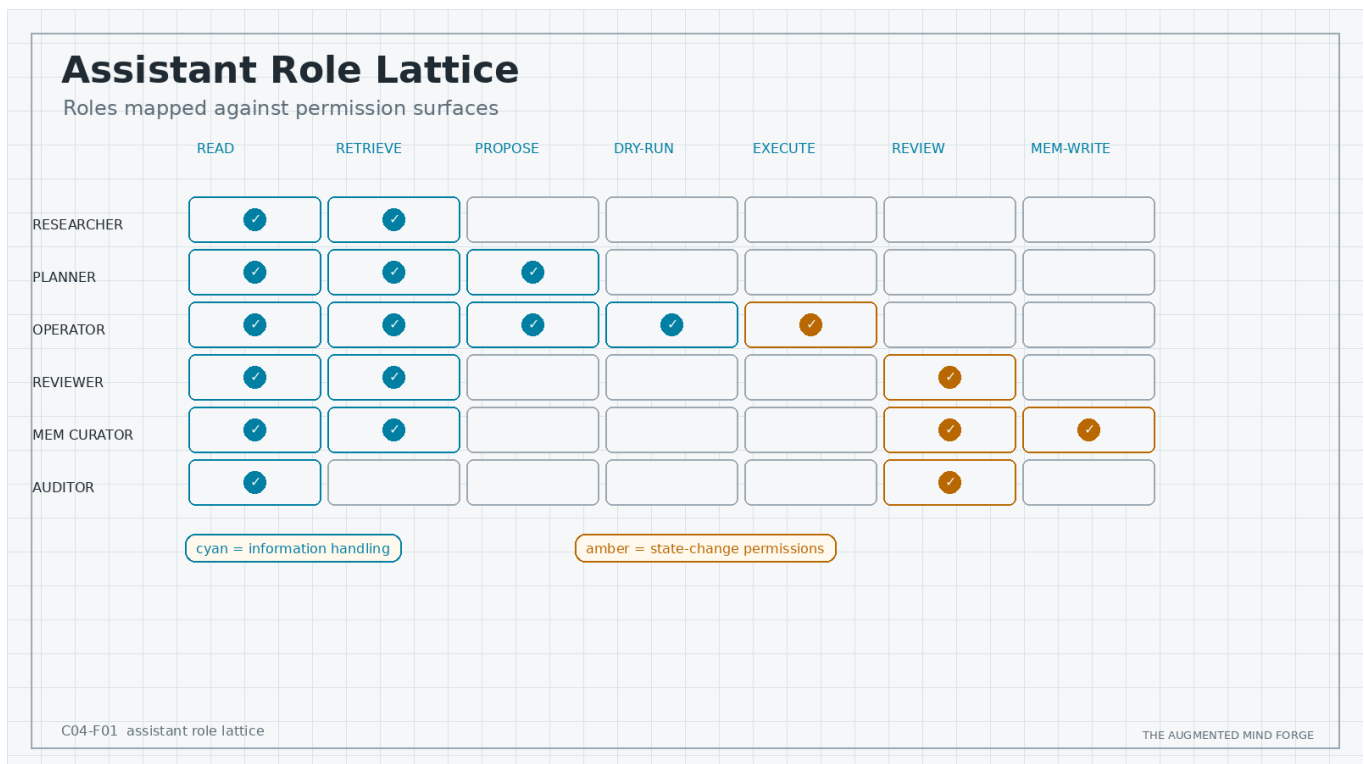 Assistant Role Lattice
Roles mapped against permission surfaces
READ RETRIEVE PROPOSE DRY-RUN EXECUTE REVIEW MEM-WRITE
RESEARCHER ✓ ✓
PLANNER ✓ ✓ ✓
OPERATOR ✓ ✓ ✓ ✓ ✓
REVIEWER ✓ ✓ ✓
MEM CURATOR ✓ ✓ ✓ ✓
AUDITOR ✓ ✓
cyan = information handling amber = state-change permissions
C04-F01 assistant role lattice THE AUGMENTED MIND FORGE